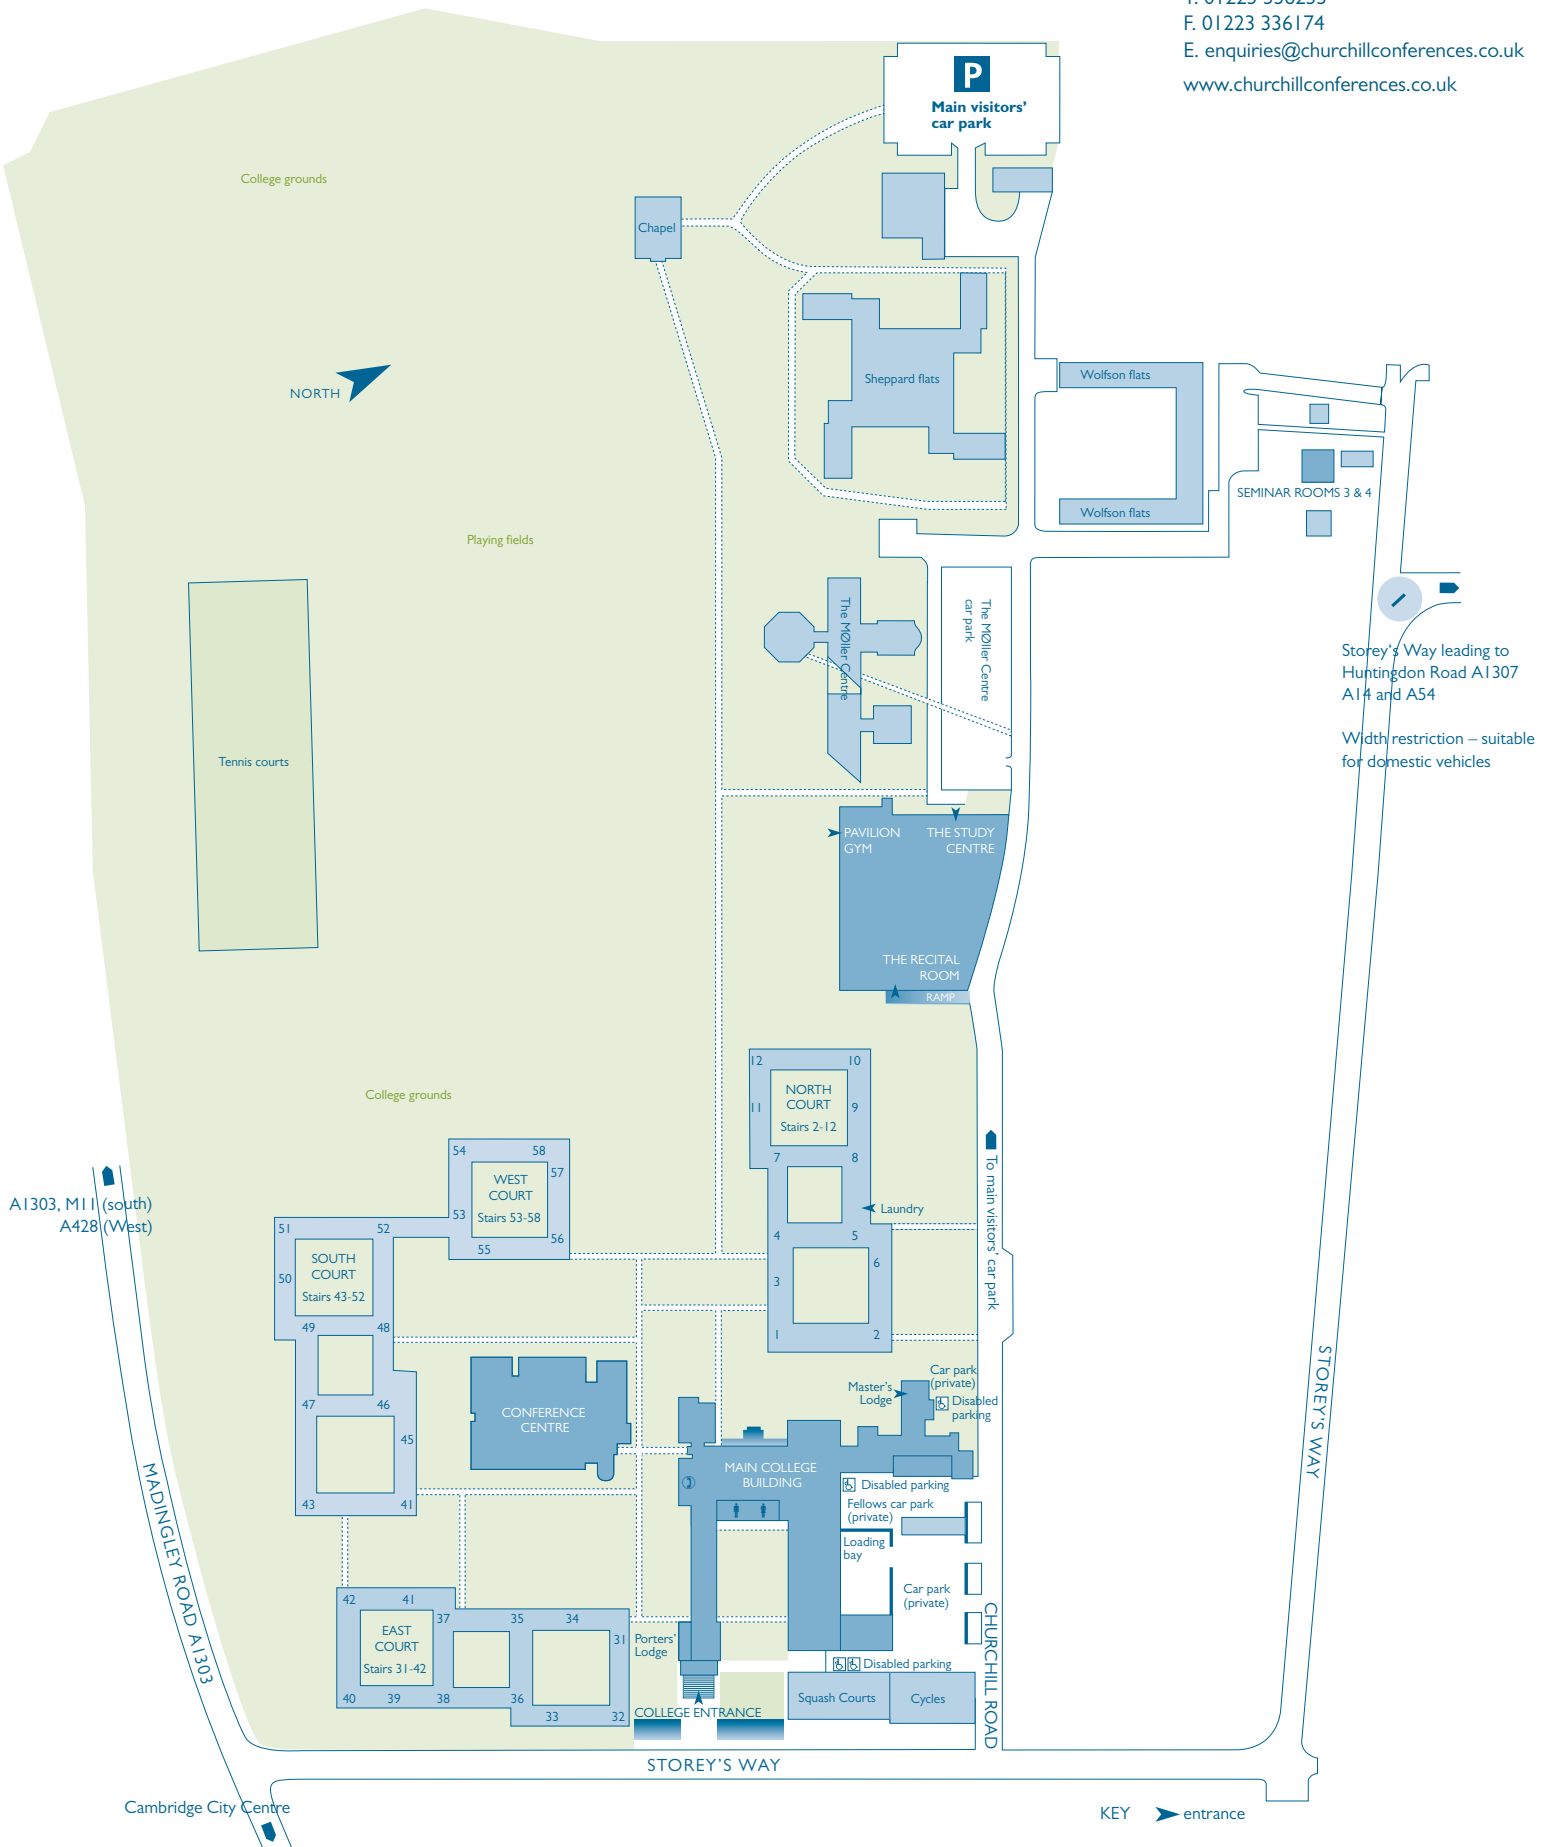 F. 01223 336174
E. enquiries@churchillconferences.co.uk
www.churchillconferences.co.uk
P
Main visitors'
car park
College grounds
Chapel
NORTH
Sheppard flats
Wolfson flats
SEMINAR ROOMS 3 & 4
Wolfson flats
Playing fields
The MØller Centre
The MØller Centre
car park
Storey's Way leading to
Huntingdon Road A1307
A14 and A54
Width restriction – suitable
for domestic vehicles
Tennis courts
PAVILION
GYM
THE STUDY
CENTRE
THE RECITAL
ROOM
RAMP
College grounds
12
10
NORTH
COURT
Stairs 2-12
11
9
7
8
Laundry
4
5
6
3
1
2
To main visitors' car park
54
58
WEST
COURT
Stairs 53-58
57
53
56
55
A1303, M11 (south)
A428 (West)
51
52
SOUTH
COURT
Stairs 43-52
50
49
48
47
46
45
43
41
CONFERENCE
CENTRE
Master's
Lodge
Car park
(private)
Disabled
parking
MAIN COLLEGE
BUILDING
Disabled parking
Fellows car park
(private)
Loading
bay
Car park
(private)
STOREY'S WAY
MADINGLEY ROAD A1303
CHURCHILL ROAD
42
41
37
35
34
31
EAST
COURT
Stairs 31-42
40
39
38
36
33
32
Porters'
Lodge
Disabled parking
Squash Courts
Cycles
COLLEGE ENTRANCE
STOREY'S WAY
Cambridge City Centre
KEY
entrance